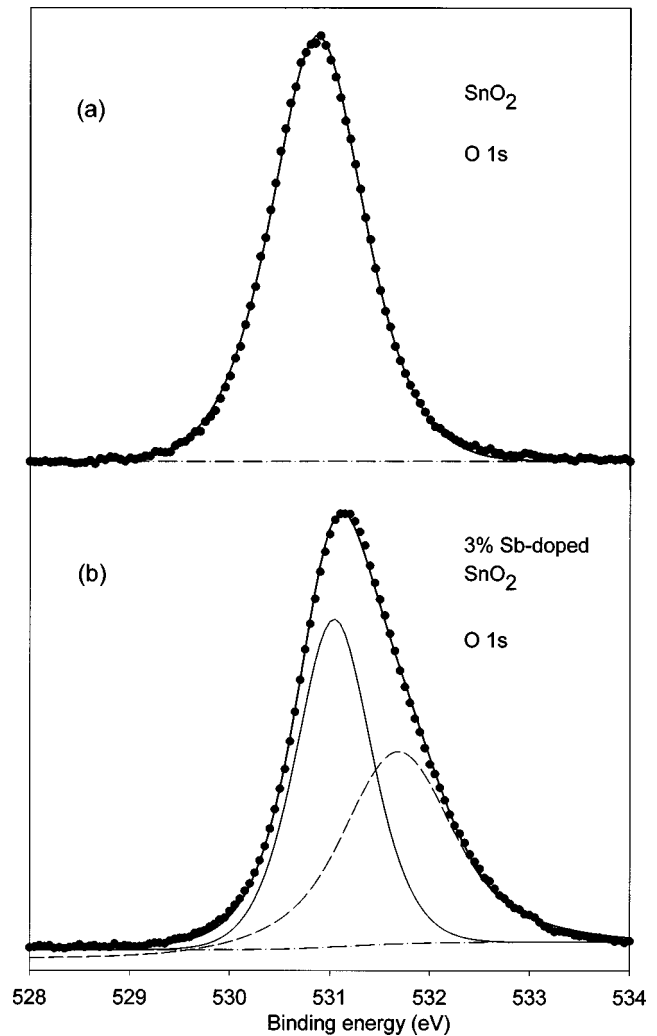 (a)
SnO2
O 1s
(b)
3% Sb-doped
SnO2
O 1s
528 529 530 531 532 533 534
Binding energy (eV)